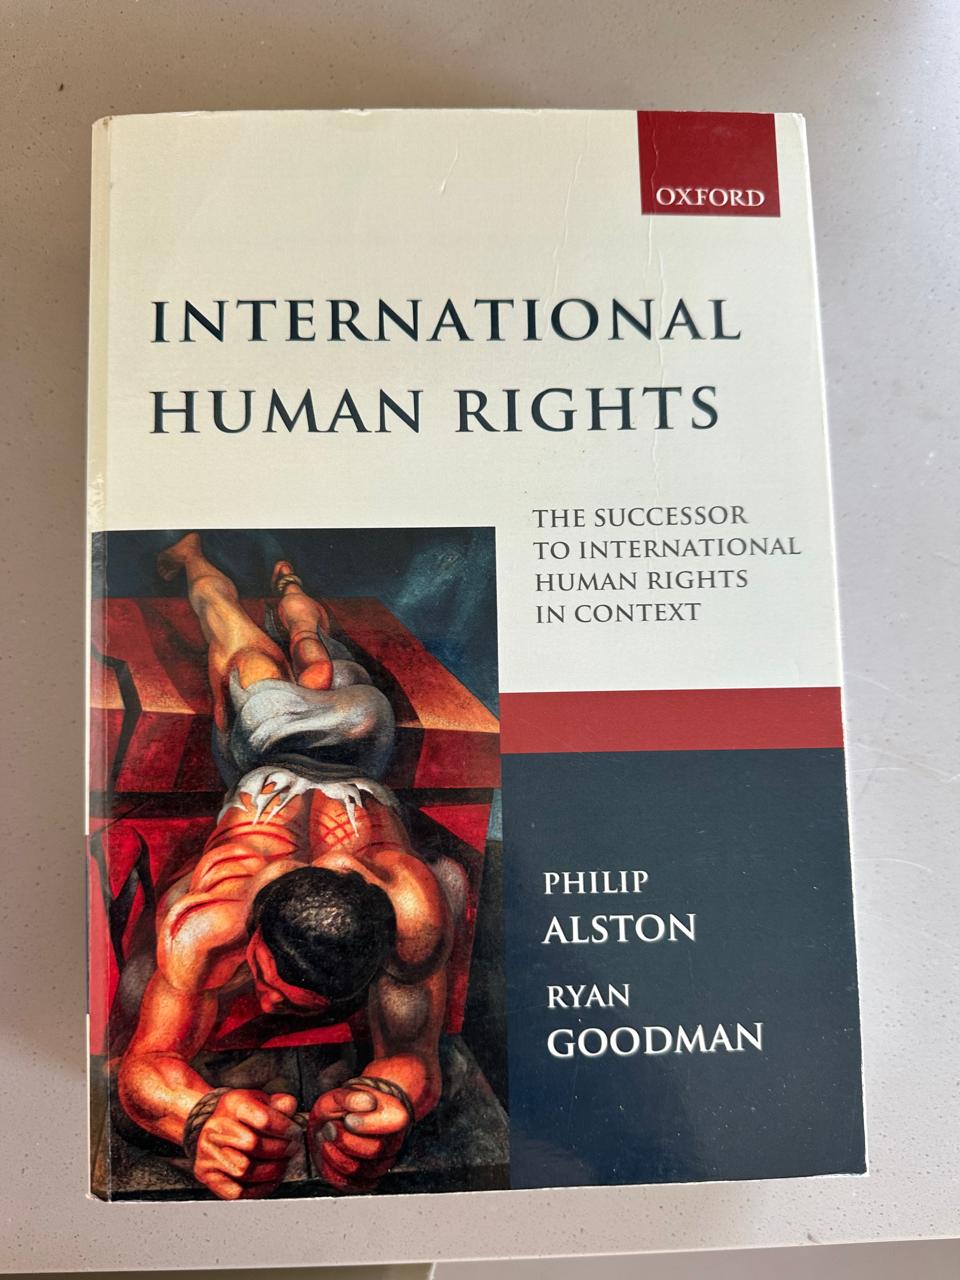 OXFORD
INTERNATIONAL
HUMAN RIGHTS
THE SUCCESSOR
TO INTERNATIONAL
HUMAN RIGHTS
IN CONTEXT
PHILIP
ALSTON
RYAN
GOODMAN